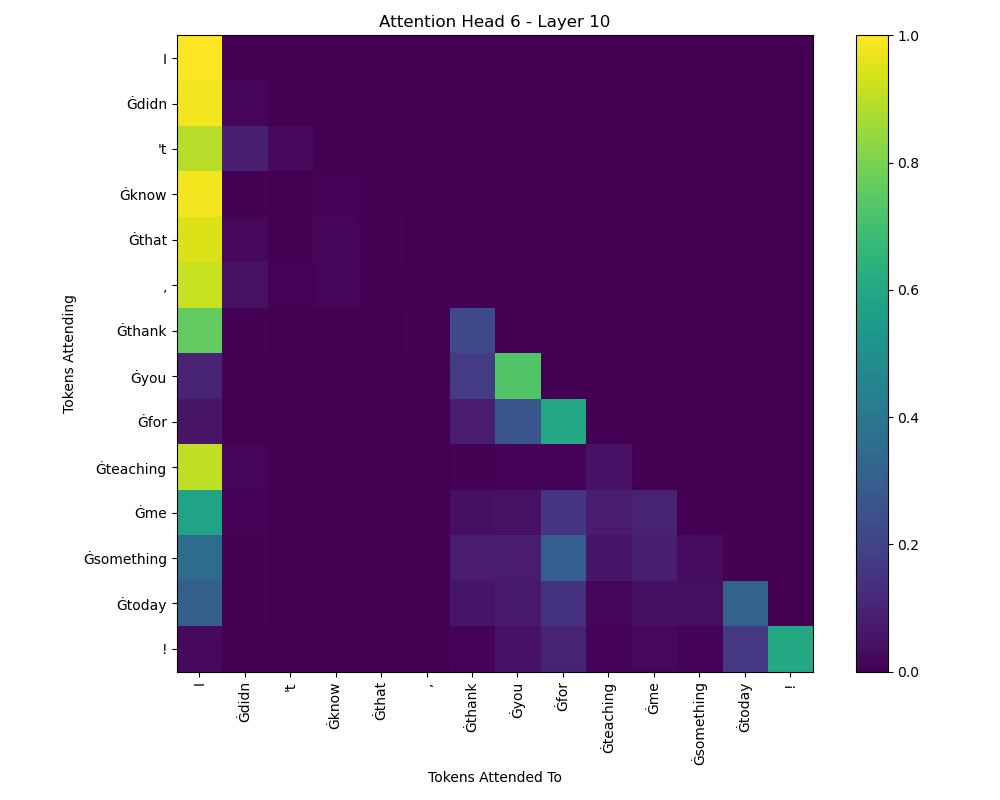 Attention Head 6 - Layer 10
Tokens Attending
I
Ġdidn
't
Ġknow
Ġthat
,
Ġthank
Ġyou
Ġfor
Ġteaching
Ġme
Ġsomething
Ġtoday
!
I
Ġdidn
't
Ġknow
Ġthat
,
Ġthank
Ġyou
Ġfor
Ġteaching
Ġme
Ġsomething
Ġtoday
!
Tokens Attended To
1.0
0.8
0.6
0.4
0.2
0.0